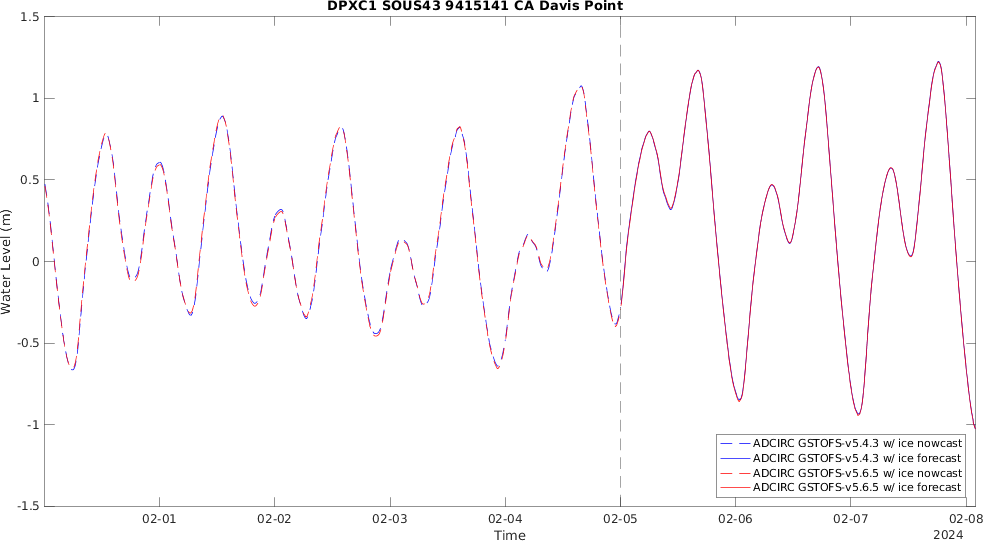 DPXC1 SOUS43 9415141 CA Davis Point
1.5
1
0.5
0
-0.5
-1
-1.5
Water Level (m)
ADCIRC GSTOFS-v5.4.3 w/ ice nowcast
ADCIRC GSTOFS-v5.4.3 w/ ice forecast
ADCIRC GSTOFS-v5.6.5 w/ ice nowcast
ADCIRC GSTOFS-v5.6.5 w/ ice forecast
02-01 02-02 02-03 02-04 02-05 02-06 02-07 02-08
Time
2024